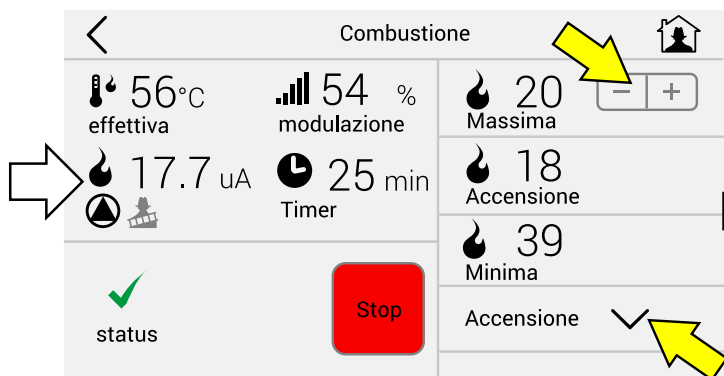 Combustione
56°C
effettiva
54 %
modulazione
17.7 uA
25 min
Timer
status
Stop
20 − +
Massima
18
Accensione
39
Minima
Accensione